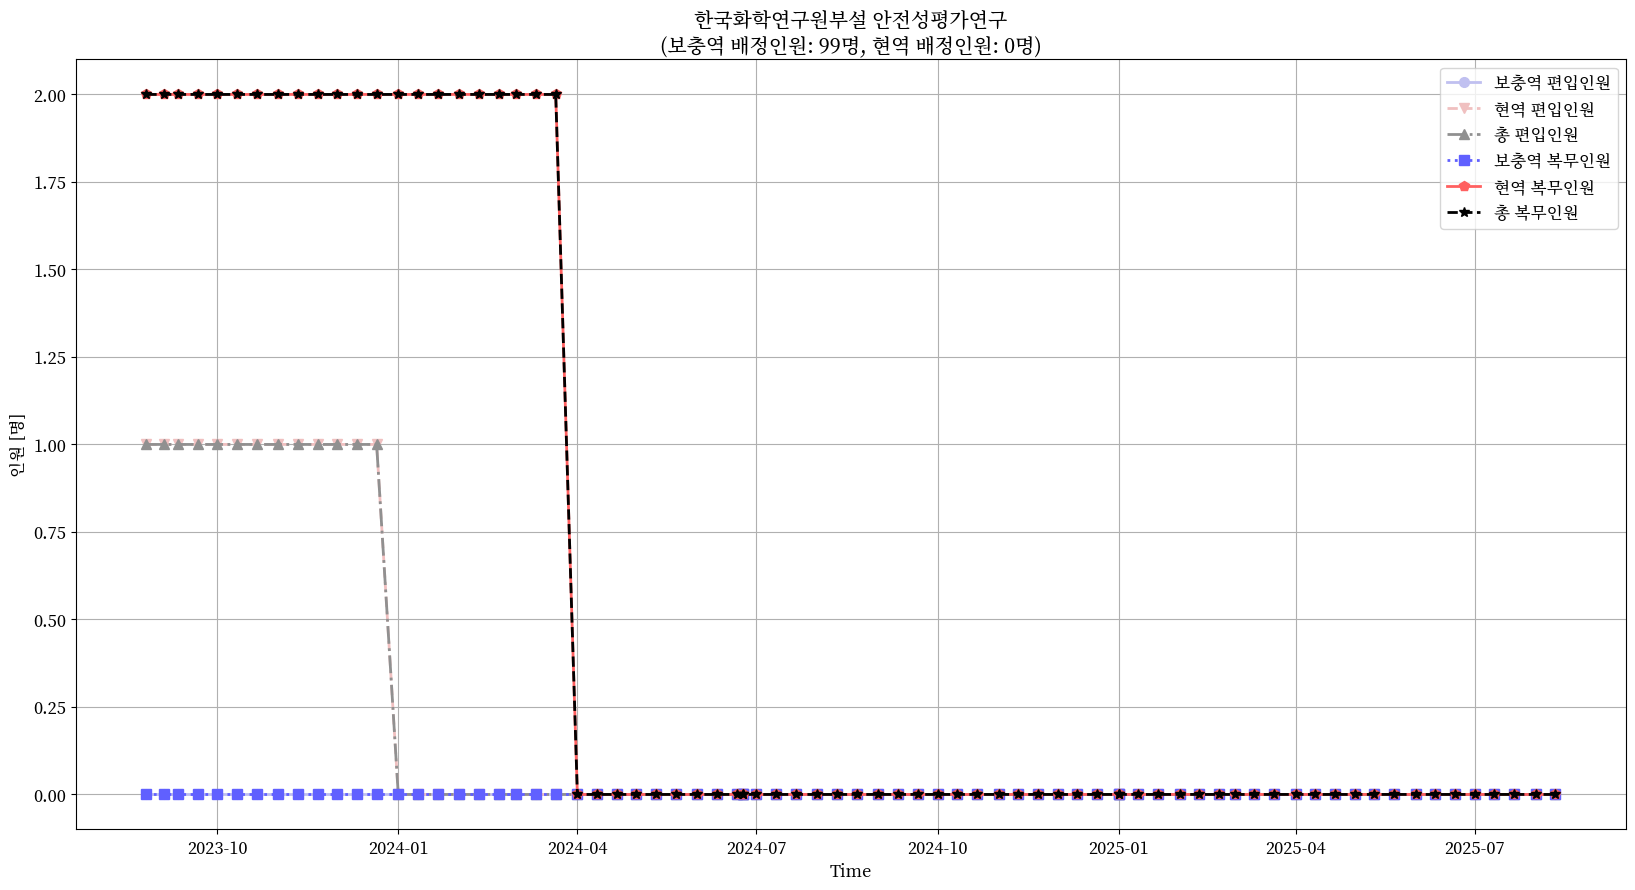 한국화학연구원부설 안전성평가연구
(보충역 배정인원: 99명, 현역 배정인원: 0명)
보충역 편입인원
현역 편입인원
총 편입인원
보충역 복무인원
현역 복무인원
총 복무인원
인원 [명]
2.00
1.75
1.50
1.25
1.00
0.75
0.50
0.25
0.00
2023-10 2024-01 2024-04 2024-07 2024-10 2025-01 2025-04 2025-07
Time